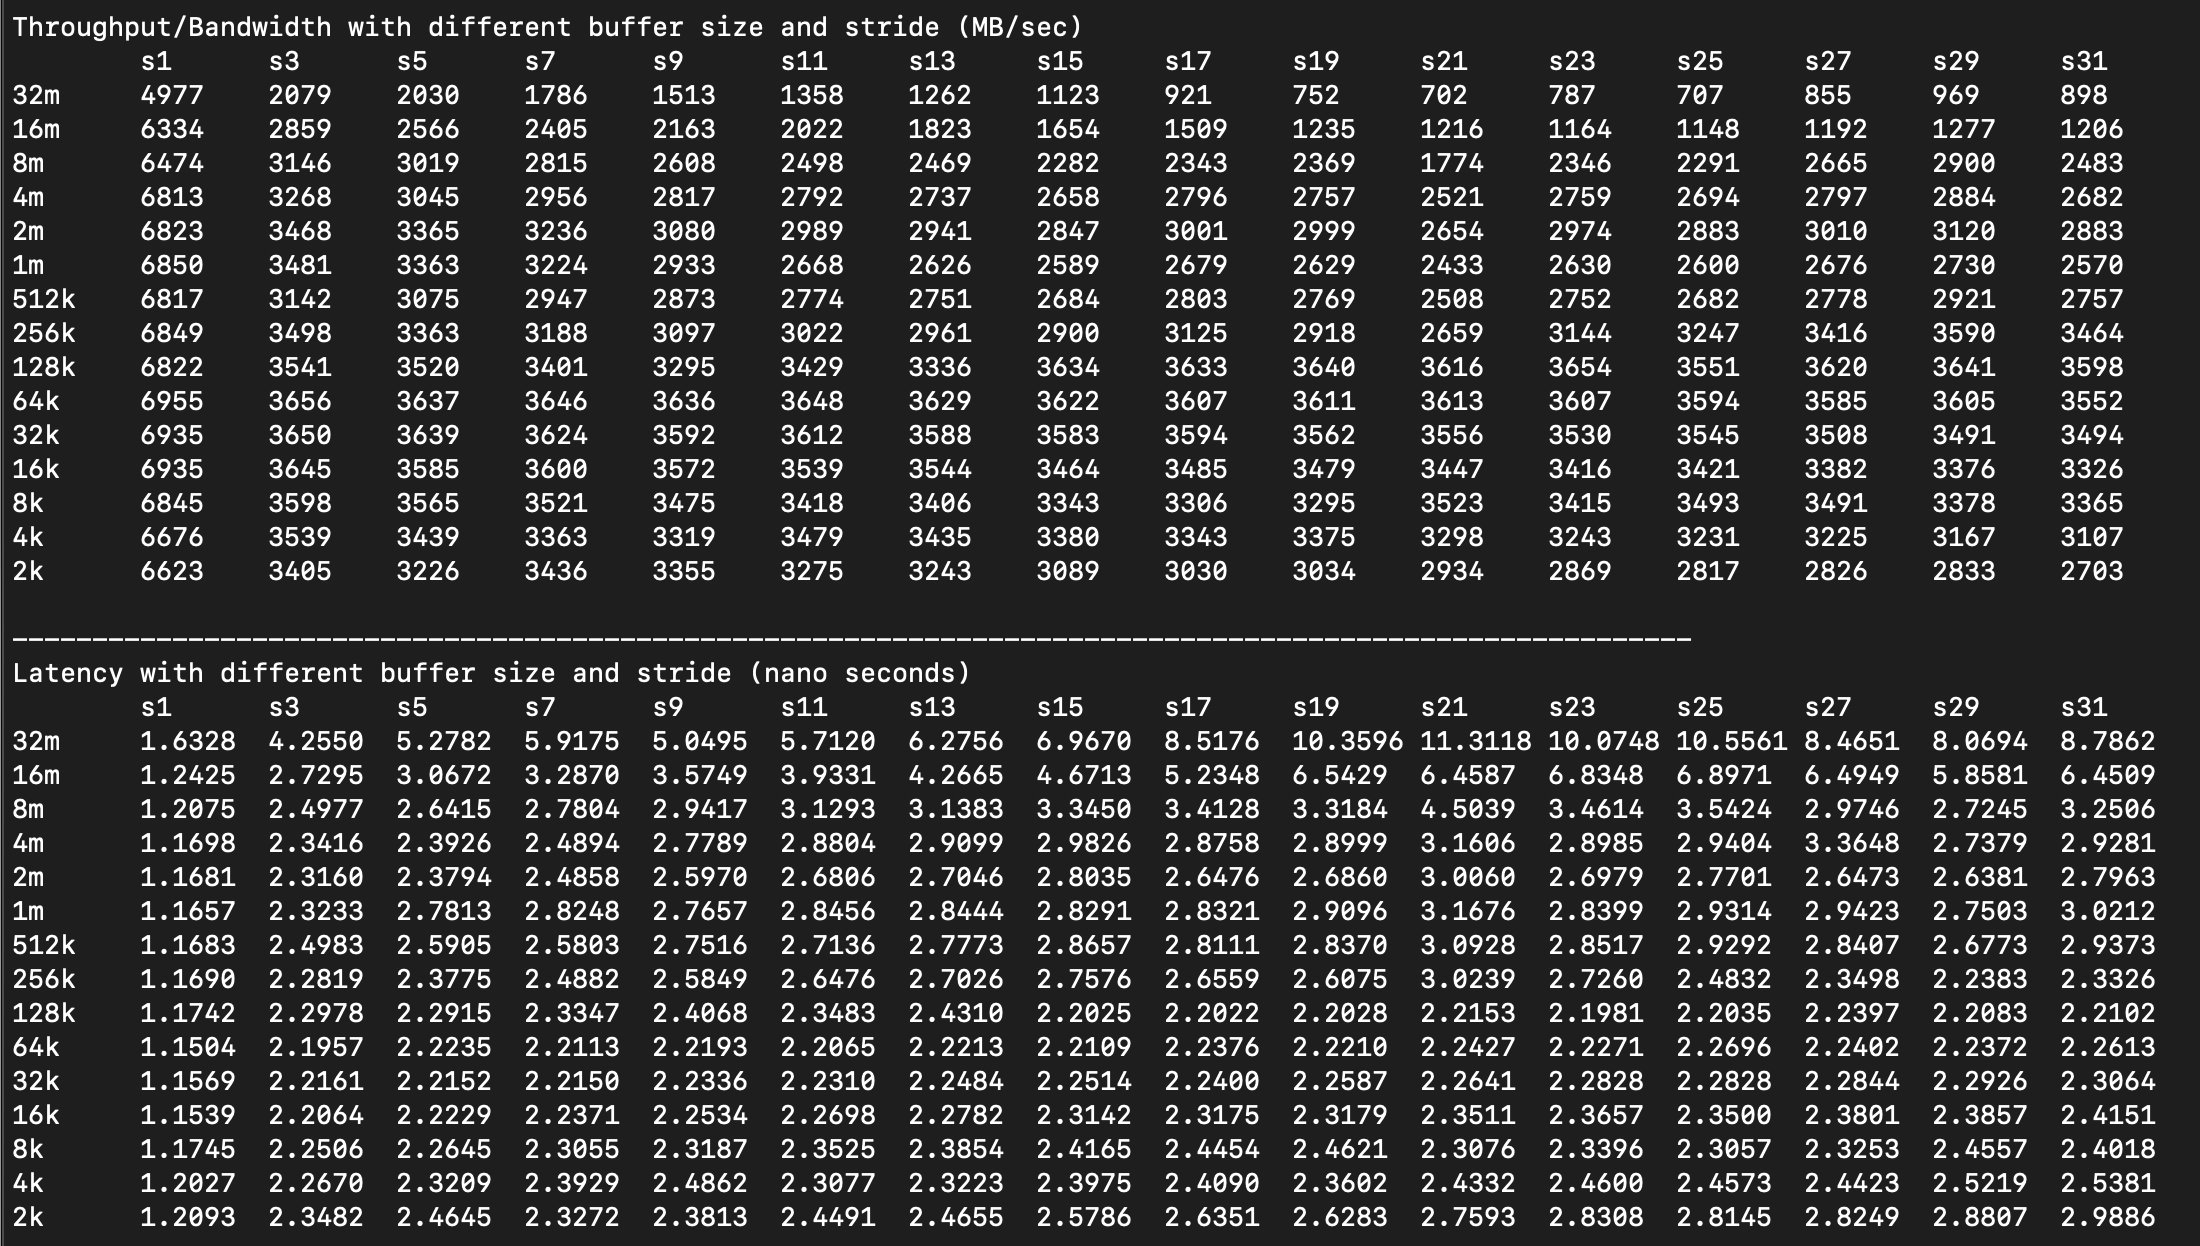 Throughput/Bandwidth with different buffer size and stride (MB/sec)
s1 s3 s5 s7 s9 s11 s13 s15 s17 s19 s21 s23 s25 s27 s29 s31
32m 4977 2079 2030 1786 1513 1358 1262 1123 921 752 702 787 707 855 969 898
16m 6334 2859 2566 2405 2163 2022 1823 1654 1509 1235 1216 1164 1148 1192 1277 1206
8m 6474 3146 3019 2815 2608 2498 2469 2282 2343 2369 1774 2346 2291 2665 2900 2483
4m 6813 3268 3045 2956 2817 2792 2737 2658 2796 2757 2521 2759 2694 2797 2884 2682
2m 6823 3468 3365 3236 3080 2989 2941 2847 3001 2999 2654 2974 2883 3010 3120 2883
1m 6850 3481 3363 3224 2933 2668 2626 2589 2679 2629 2433 2630 2600 2676 2730 2570
512k 6817 3142 3075 2947 2873 2774 2751 2684 2803 2769 2508 2752 2682 2778 2921 2757
256k 6849 3498 3363 3188 3097 3022 2961 2900 3125 2918 2659 3144 3247 3416 3590 3464
128k 6822 3541 3520 3401 3295 3429 3336 3634 3633 3640 3616 3654 3551 3620 3641 3598
64k 6955 3656 3637 3646 3636 3648 3629 3622 3607 3611 3613 3607 3594 3585 3605 3552
32k 6935 3650 3639 3624 3592 3612 3588 3583 3594 3562 3556 3530 3545 3508 3491 3494
16k 6935 3645 3585 3600 3572 3539 3544 3464 3485 3479 3447 3416 3421 3382 3376 3326
8k 6845 3598 3565 3521 3475 3418 3406 3343 3306 3295 3523 3415 3493 3491 3378 3365
4k 6676 3539 3439 3363 3319 3479 3435 3380 3343 3375 3298 3243 3231 3225 3167 3107
2k 6623 3405 3226 3436 3355 3275 3243 3089 3030 3034 2934 2869 2817 2826 2833 2703
---------------------------------------------------------------------------------------------------------
Latency with different buffer size and stride (nano seconds)
s1 s3 s5 s7 s9 s11 s13 s15 s17 s19 s21 s23 s25 s27 s29 s31
32m 1.6328 4.2550 5.2782 5.9175 5.0495 5.7120 6.2756 6.9670 8.5176 10.3596 11.3118 10.0748 10.5561 8.4651 8.0694 8.7862
16m 1.2425 2.7295 3.0672 3.2870 3.5749 3.9331 4.2665 4.6713 5.2348 6.5429 6.4587 6.8348 6.8971 6.4949 5.8581 6.4509
8m 1.2075 2.4977 2.6415 2.7804 2.9417 3.1293 3.1383 3.3450 3.4128 3.3184 4.5039 3.4614 3.5424 2.9746 2.7245 3.2506
4m 1.1698 2.3416 2.3926 2.4894 2.7789 2.8804 2.9099 2.9826 2.8758 2.8999 3.1606 2.8985 2.9404 3.3648 2.7379 2.9281
2m 1.1681 2.3160 2.3794 2.4858 2.5970 2.6806 2.7046 2.8035 2.6476 2.6860 3.0060 2.6979 2.7701 2.6473 2.6381 2.7963
1m 1.1657 2.3233 2.7813 2.8248 2.7657 2.8456 2.8444 2.8291 2.8321 2.9096 3.1676 2.8399 2.9314 2.9423 2.7503 3.0212
512k 1.1683 2.4983 2.5905 2.5803 2.7516 2.7136 2.7773 2.8657 2.8111 2.8370 3.0928 2.8517 2.9292 2.8407 2.6773 2.9373
256k 1.1690 2.2819 2.3775 2.4882 2.5849 2.6476 2.7026 2.7576 2.6559 2.6075 3.0239 2.7260 2.4832 2.3498 2.2383 2.3326
128k 1.1742 2.2978 2.2915 2.3347 2.4068 2.3483 2.4310 2.2025 2.2022 2.2028 2.2153 2.1981 2.2035 2.2397 2.2083 2.2102
64k 1.1504 2.1957 2.2235 2.2113 2.2193 2.2065 2.2213 2.2109 2.2376 2.2210 2.2427 2.2271 2.2696 2.2402 2.2372 2.2613
32k 1.1569 2.2161 2.2152 2.2150 2.2336 2.2310 2.2484 2.2514 2.2400 2.2587 2.2641 2.2828 2.2828 2.2844 2.2926 2.3064
16k 1.1539 2.2064 2.2229 2.2371 2.2534 2.2698 2.2782 2.3142 2.3175 2.3179 2.3511 2.3657 2.3500 2.3801 2.3857 2.4151
8k 1.1745 2.2506 2.2645 2.3055 2.3187 2.3525 2.3854 2.4165 2.4454 2.4621 2.3076 2.3396 2.3057 2.3253 2.4557 2.4018
4k 1.2027 2.2670 2.3209 2.3929 2.4862 2.3077 2.3223 2.3975 2.4090 2.3602 2.4332 2.4600 2.4573 2.4423 2.5219 2.5381
2k 1.2093 2.3482 2.4645 2.3272 2.3813 2.4491 2.4655 2.5786 2.6351 2.6283 2.7593 2.8308 2.8145 2.8249 2.8807 2.9886